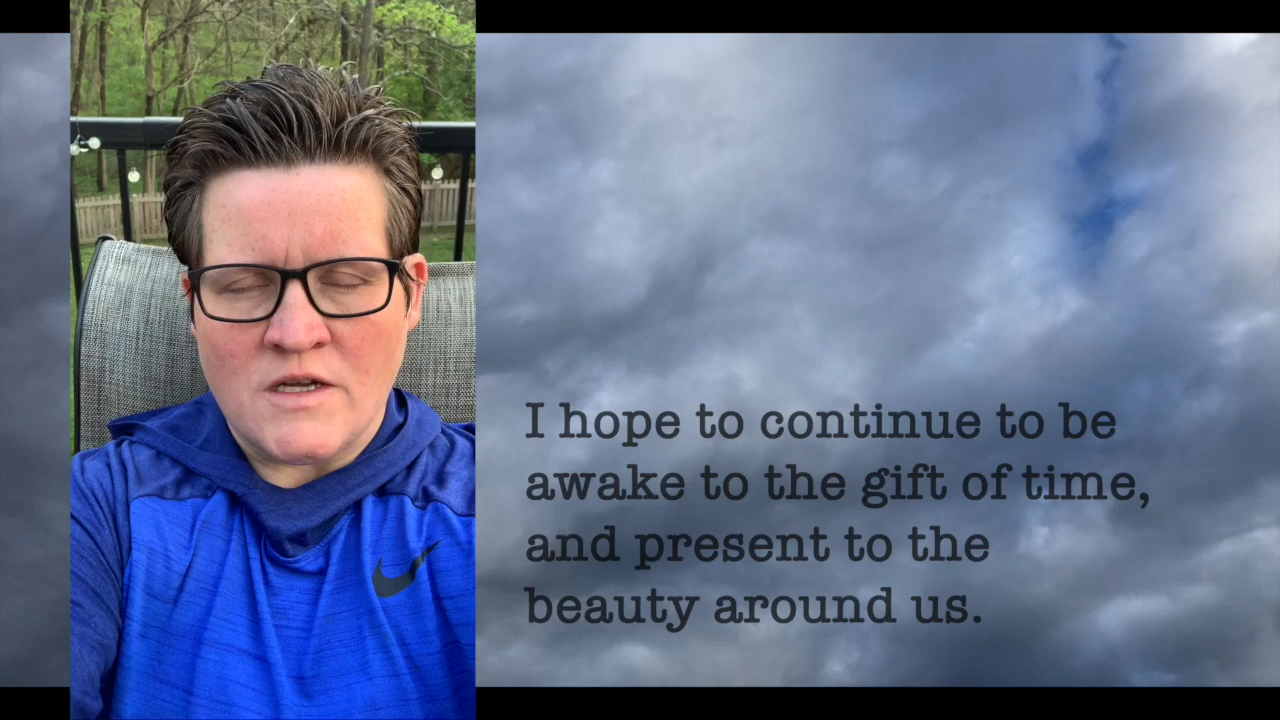 I hope to continue to be
awake to the gift of time,
and present to the
beauty around us.